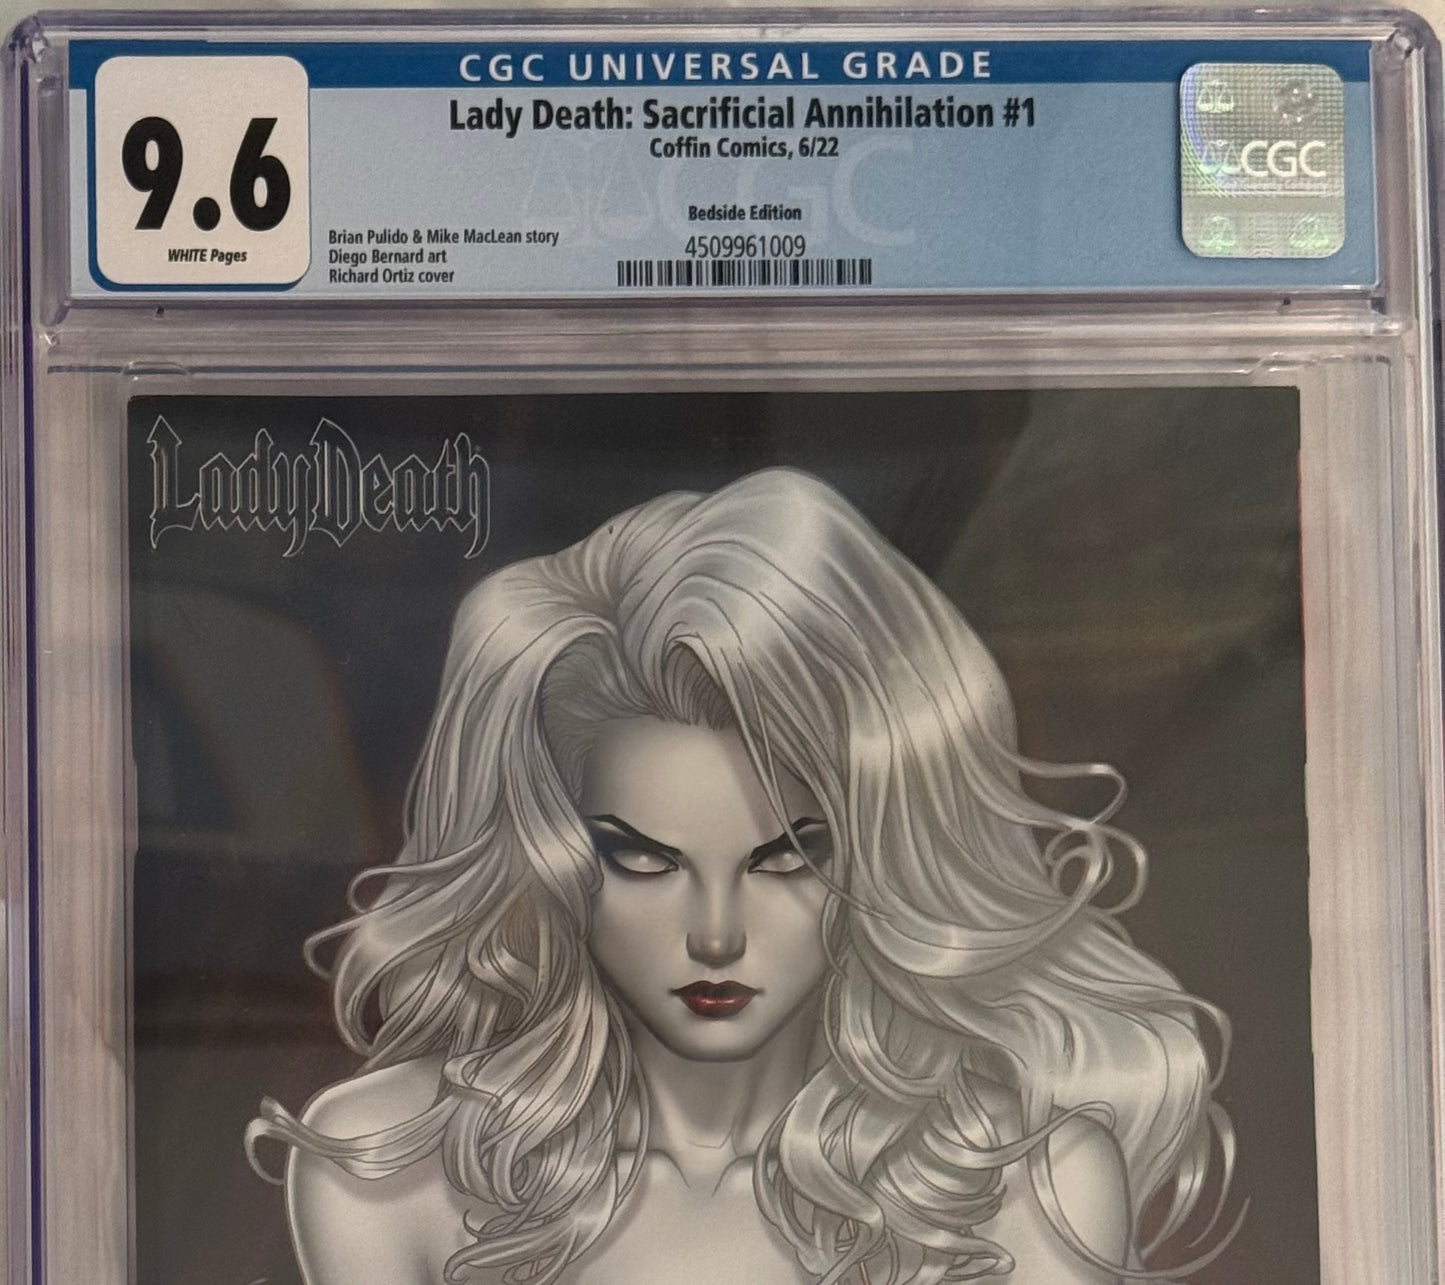 CGC UNIVERSAL GRADE
9.6
WHITE Pages
Lady Death: Sacrificial Annihilation #1
Coffin Comics, 6/22
Bedside Edition
4509961009
Brian Pulido & Mike MacLean story
Diego Bernard art
Richard Ortiz cover
CGC
CGC
Lady Death